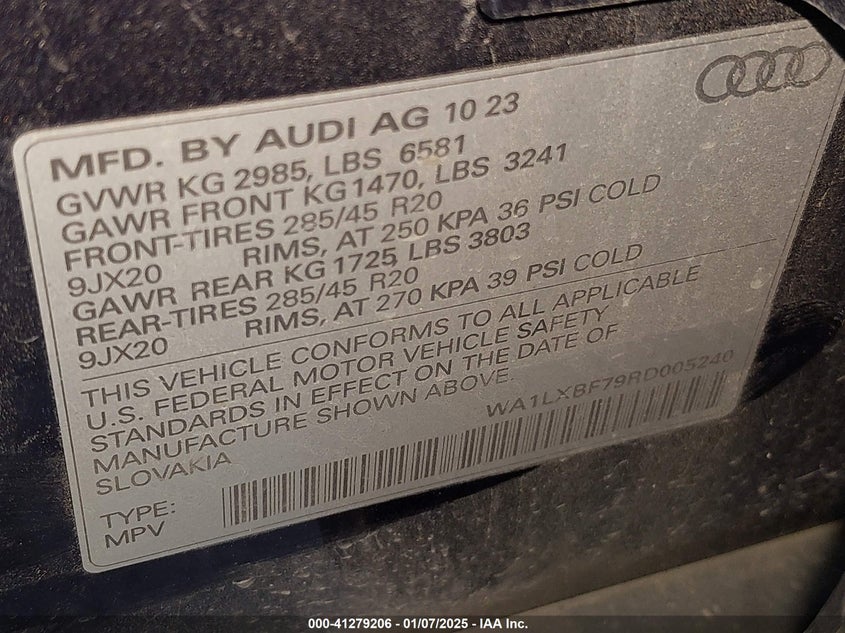 MFD. BY AUDI AG 10 23
GVWR KG 2985, LBS 6581
GAWR FRONT KG1470, LBS 3241
FRONT-TIRES 285/45 R20
9JX20 RIMS, AT 250 KPA 36 PSI COLD
GAWR REAR KG 1725, LBS 3803
REAR-TIRES 285/45 R20
9JX20 RIMS, AT 270 KPA 39 PSI COLD
THIS VEHICLE CONFORMS TO ALL APPLICABLE
U.S. FEDERAL MOTOR VEHICLE SAFETY
STANDARDS IN EFFECT ON THE DATE OF
MANUFACTURE SHOWN ABOVE.
SLOVAKIA
WA1LXBF79RD005240
TYPE:
MPV
000-41279206 - 01/07/2025 - IAA Inc.